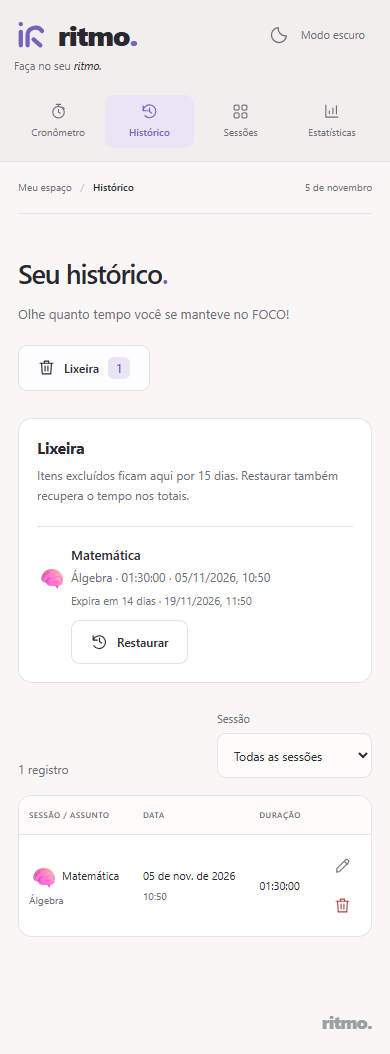 ritmo.
Modo escuro
Faça no seu ritmo.
Cronômetro
Histórico
Sessões
Estatísticas
Meu espaço / Histórico
5 de novembro
Seu histórico.
Olhe quanto tempo você se manteve no FOCO!
Lixeira 1
Lixeira
Itens excluídos ficam aqui por 15 dias. Restaurar também
recupera o tempo nos totais.
Matemática
Álgebra · 01:30:00 · 05/11/2026, 10:50
Expira em 14 dias · 19/11/2026, 11:50
Restaurar
Sessão
1 registro
Todas as sessões
SESSÃO / ASSUNTO
DATA
DURAÇÃO
Matemática
Álgebra
05 de nov. de 2026
10:50
01:30:00
ritmo.